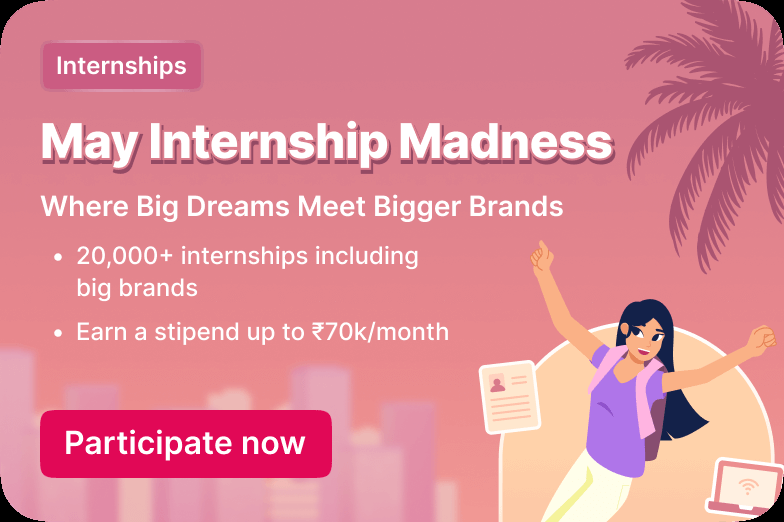 Internships
May Internship Madness
Where Big Dreams Meet Bigger Brands
• 20,000+ internships including
big brands
• Earn a stipend up to ₹70k/month
Participate now